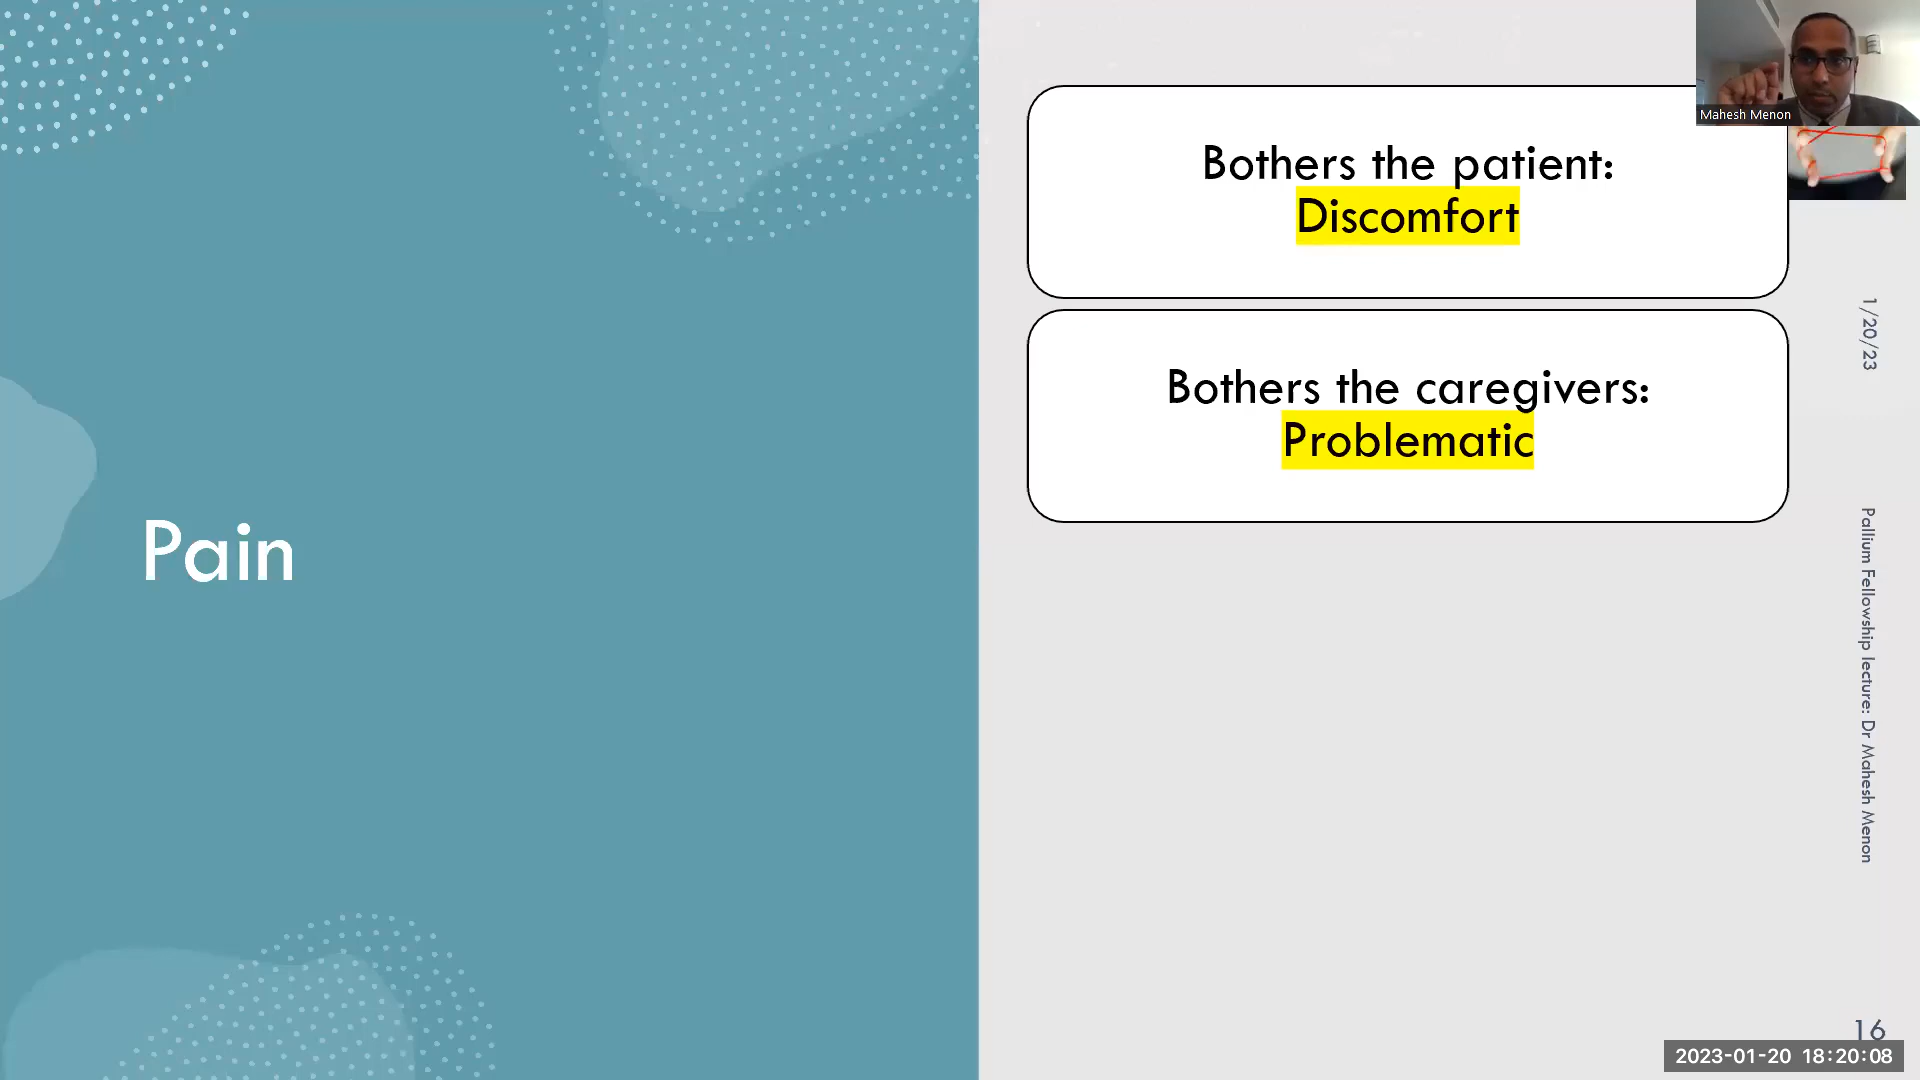 Pain
Bothers the patient:
Discomfort
Bothers the caregivers:
Problematic
Mahesh Menon
1/20/23
Pallium Fellowship lecture: Dr Mahesh Menon
16
2023-01-20 18:20:08